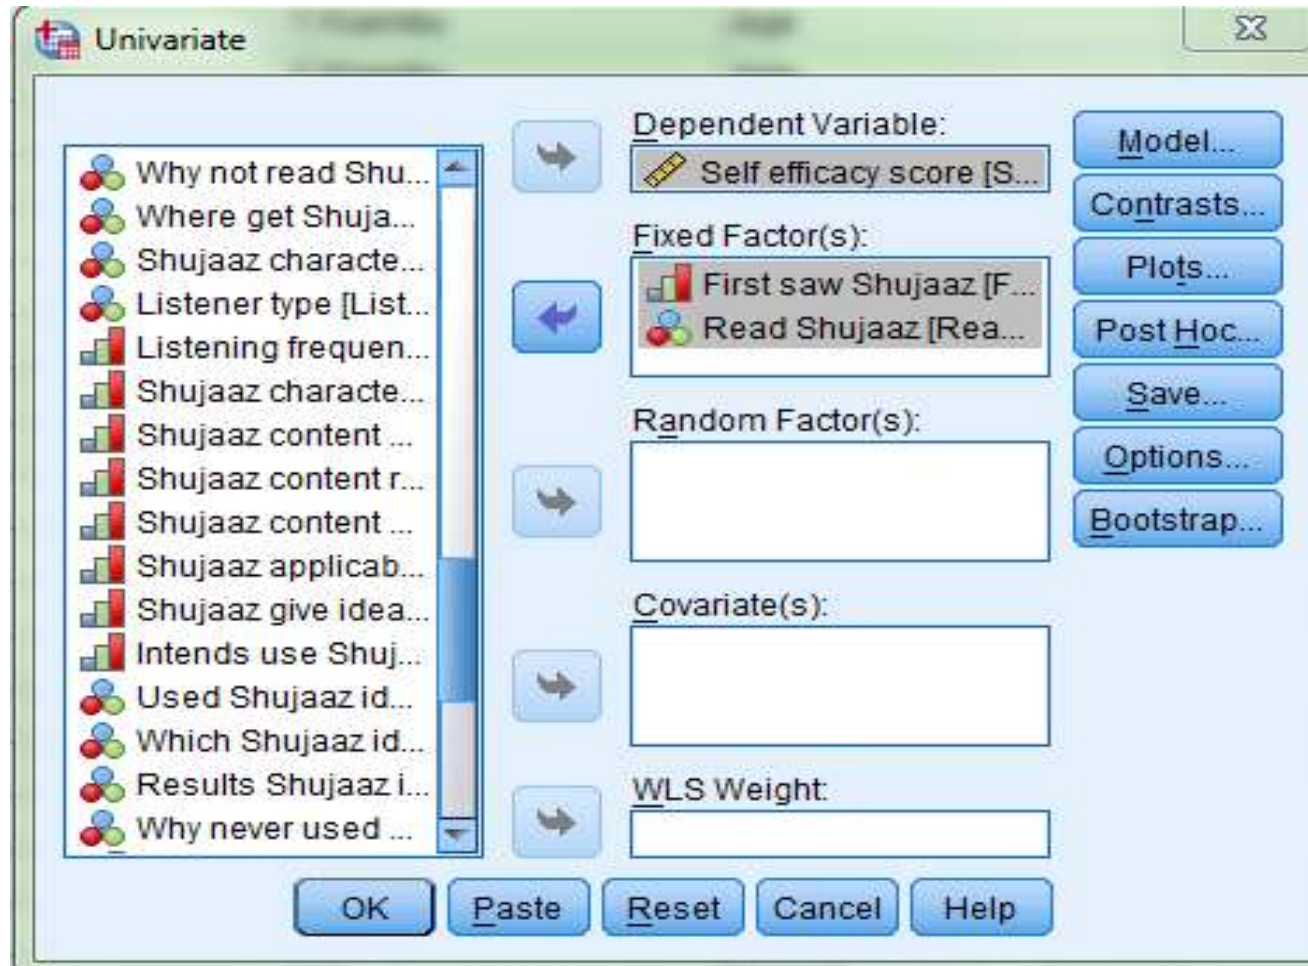 Univariate
Why not read Shu...
Where get Shuja...
Shujaaz characte...
Listener type [List...
Listening frequen...
Shujaaz characte...
Shujaaz content ...
Shujaaz content r...
Shujaaz content ...
Shujaaz applicab...
Shujaaz give idea...
Intends use Shuj...
Used Shujaaz id...
Which Shujaaz id...
Results Shujaaz i...
Why never used ...
Dependent Variable:
Self efficacy score [S...
Fixed Factor(s):
First saw Shujaaz [F...
Read Shujaaz [Rea...
Random Factor(s):
Covariate(s):
WLS Weight:
Model...
Contrasts...
Plots...
Post Hoc...
Save...
Options...
Bootstrap...
OK Paste Reset Cancel Help